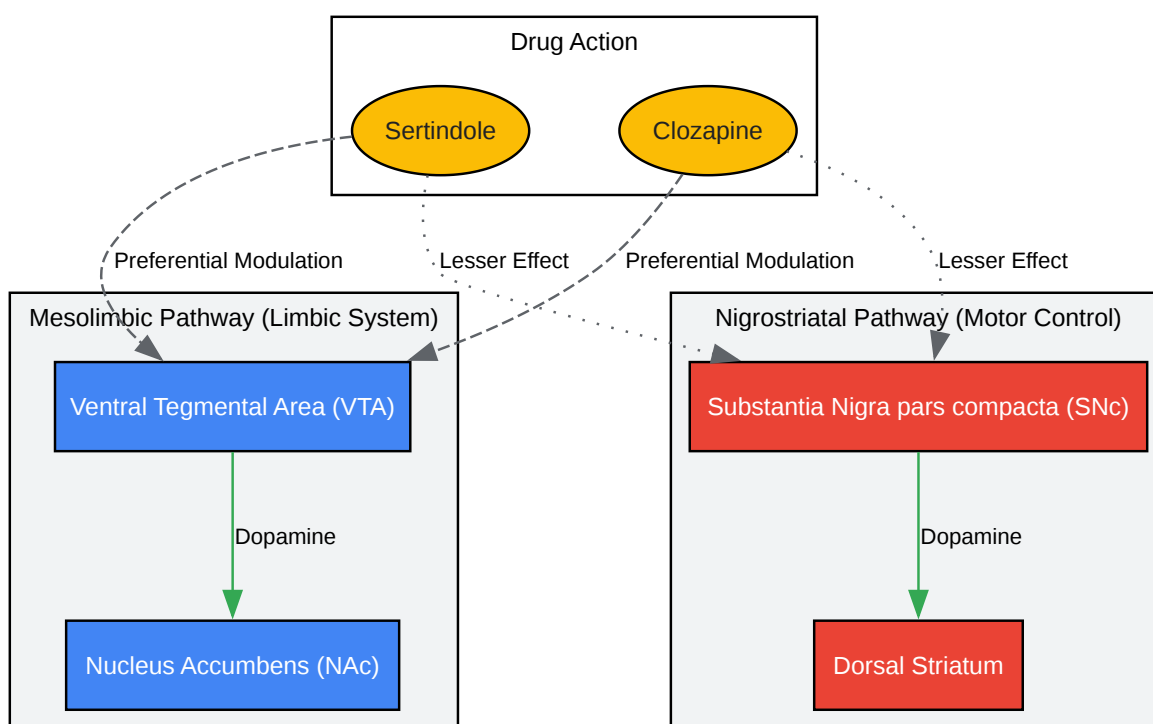 Drug Action
Sertindole
Clozapine
Preferential Modulation
Lesser Effect
Preferential Modulation
Lesser Effect
Mesolimbic Pathway (Limbic System)
Nigrostriatal Pathway (Motor Control)
Ventral Tegmental Area (VTA)
Substantia Nigra pars compacta (SNc)
Dopamine
Dopamine
Nucleus Accumbens (NAc)
Dorsal Striatum